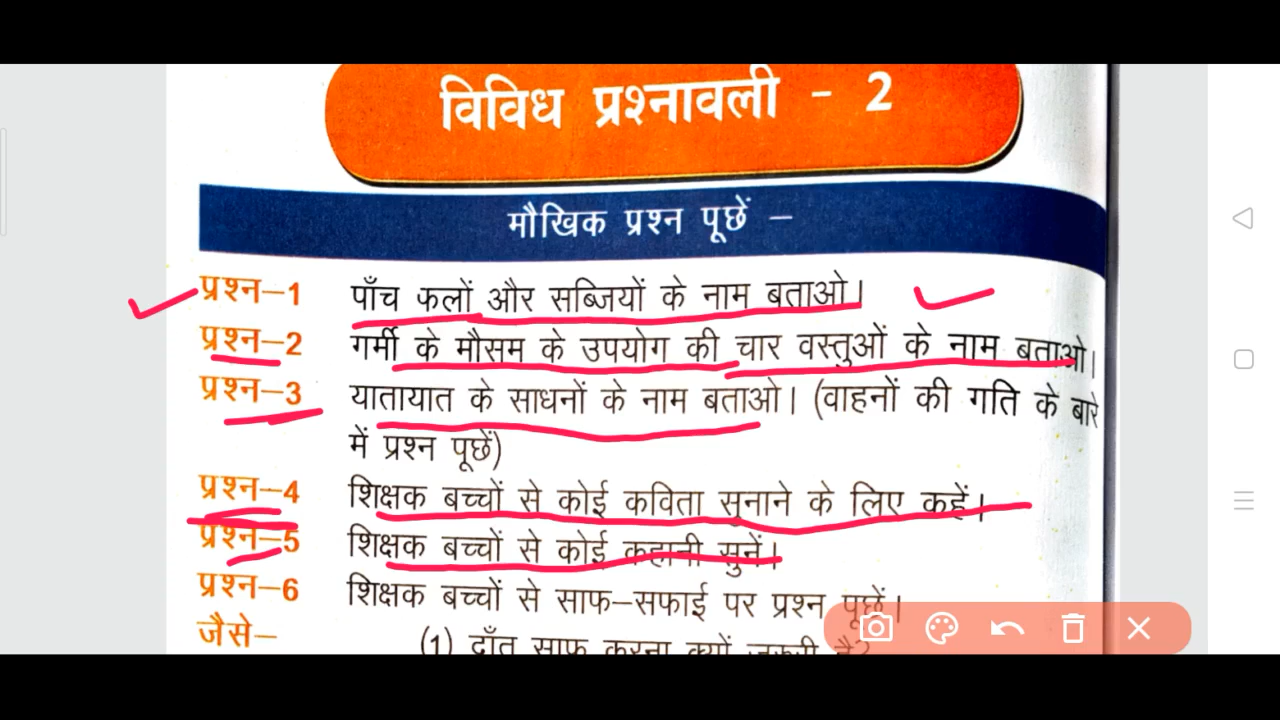 विविध प्रश्नावली - 2
मौखिक प्रश्न पूछें -
प्रश्न-1 पाँच फलों और सब्जियों के नाम बताओ।
प्रश्न-2 गर्मी के मौसम के उपयोग की चार वस्तुओं के नाम बताओ।
प्रश्न-3 यातायात के साधनों के नाम बताओ। (वाहनों की गति के बारे
में प्रश्न पूछें)
प्रश्न-4 शिक्षक बच्चों से कोई कविता सुनाने के लिए कहें।
प्रश्न-5 शिक्षक बच्चों से कोई कहानी सुनें।
प्रश्न-6 शिक्षक बच्चों से साफ-सफाई पर प्रश्न पूछें।
जैसे- (1) दाँत साफ करना क्यों जरूरी है?